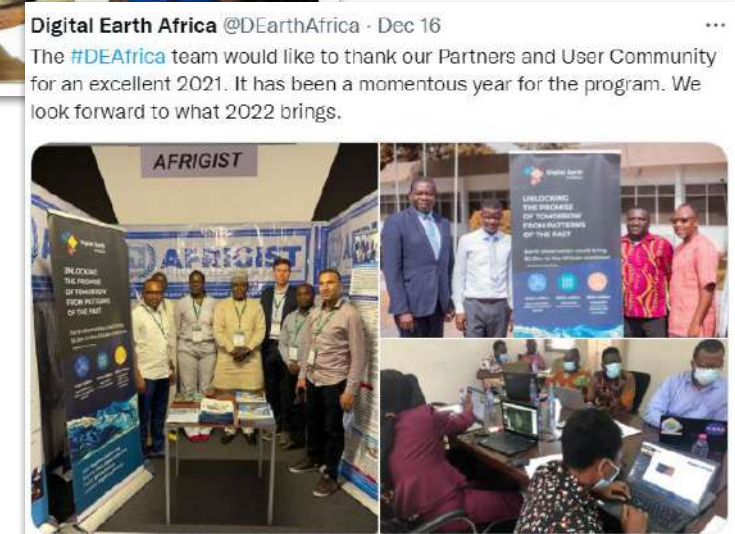 Digital Earth Africa @DEarthAfrica · Dec 16
The #DEAfrica team would like to thank our Partners and User Community
for an excellent 2021. It has been a momentous year for the program. We
look forward to what 2022 brings.
AFRIGIST
AFRIGIST
Digital Earth
UNLOCKING
THE PROMISE
OF TOMORROW
FROM PATTERNS
OF THE PAST
Digital Earth
UNLOCKING
THE PROMISE
OF TOMORROW
FROM PATTERNS
OF THE PAST